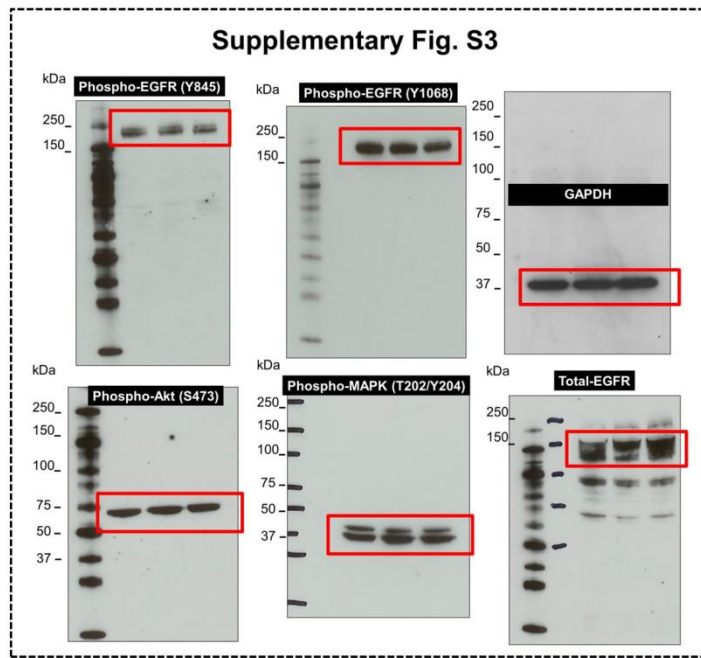 Supplementary Fig. S3
kDa
Phospho-EGFR (Y845)
250
150
kDa
Phospho-EGFR (Y1068)
250
150
250
150
100
GAPDH
75
50
37
kDa
Phospho-Akt (S473)
250
150
100
75
50
37
kDa
Phospho-MAPK (T202/Y204)
250
150
100
75
50
37
kDa
Total-EGFR
250
150